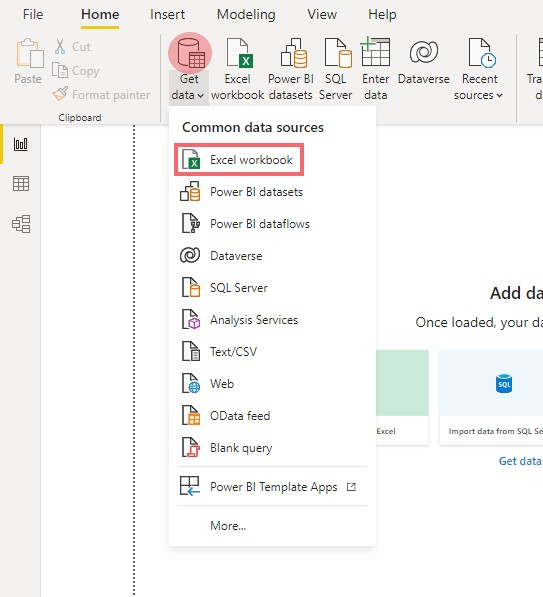 File Home Insert Modeling View Help
Paste
Cut
Copy
Format painter
Clipboard
Get data
Excel workbook
Power BI datasets
SQL Server
Enter data
Dataverse
Recent sources
Common data sources
Excel workbook
Power BI datasets
Power BI dataflows
Dataverse
SQL Server
Analysis Services
Text/CSV
Web
OData feed
Blank query
Power BI Template Apps
More...
Add da
Once loaded, your da
SQL
Excel
Import data from SQL Se
Get data